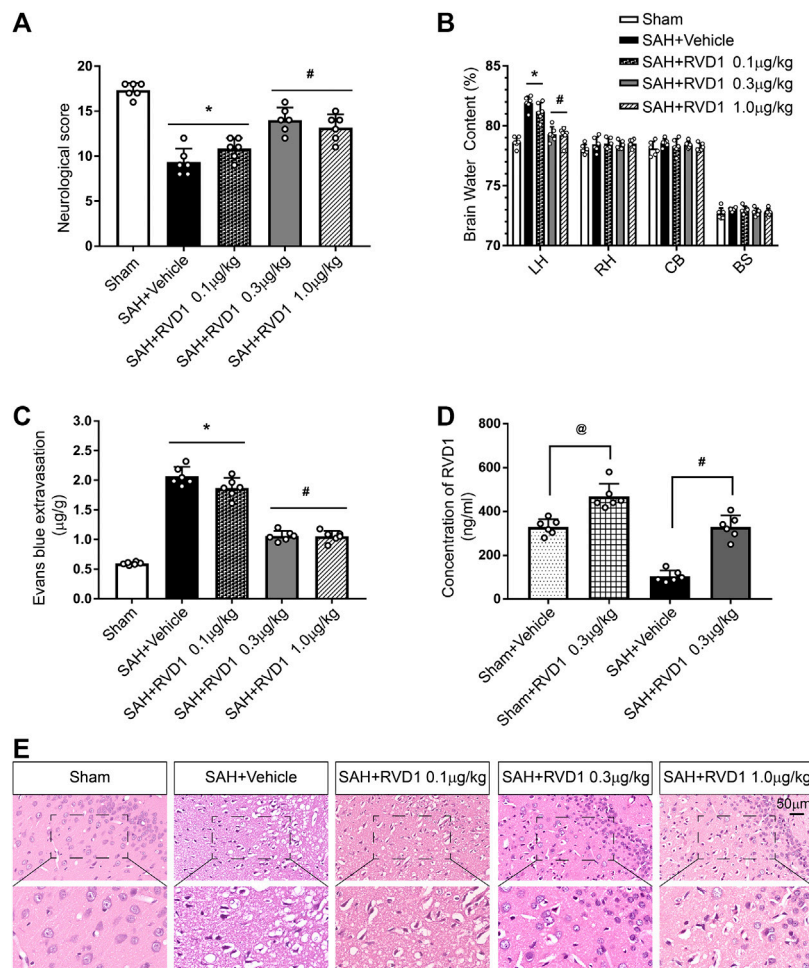 A
Neurological score
20
15
10
5
0
*
#
Sham
SAH+Vehicle
SAH+RVD1 0.1μg/kg
SAH+RVD1 0.3μg/kg
SAH+RVD1 1.0μg/kg
B
Sham
SAH+Vehicle
SAH+RVD1 0.1μg/kg
SAH+RVD1 0.3μg/kg
SAH+RVD1 1.0μg/kg
Brain Water Content (%)
86
82
78
74
70
*
#
LH
RH
CB
BS
C
Evans blue extravasation
(μg/g)
3.0
2.5
2.0
1.5
1.0
0.5
0.0
*
#
Sham
SAH+Vehicle
SAH+RVD1 0.1μg/kg
SAH+RVD1 0.3μg/kg
SAH+RVD1 1.0μg/kg
D
Concentration of RVD1
(ng/ml)
800
600
400
200
0
@
#
Sham+Vehicle
Sham+RVD1 0.3μg/kg
SAH+Vehicle
SAH+RVD1 0.3μg/kg
E
Sham
SAH+Vehicle
SAH+RVD1 0.1μg/kg
SAH+RVD1 0.3μg/kg
SAH+RVD1 1.0μg/kg
50μm